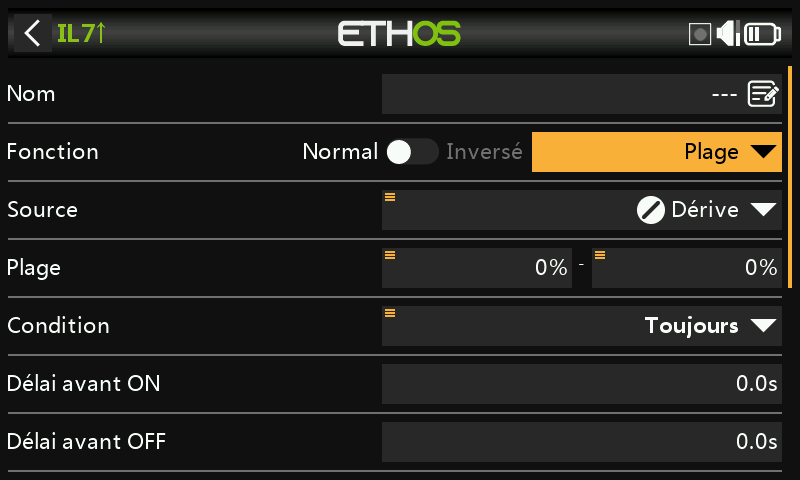 IL7↑ ETHOS
Nom ---
Fonction Normal Inversé Plage
Source Dérive
Plage 0% - 0%
Condition Toujours
Délai avant ON 0.0s
Délai avant OFF 0.0s